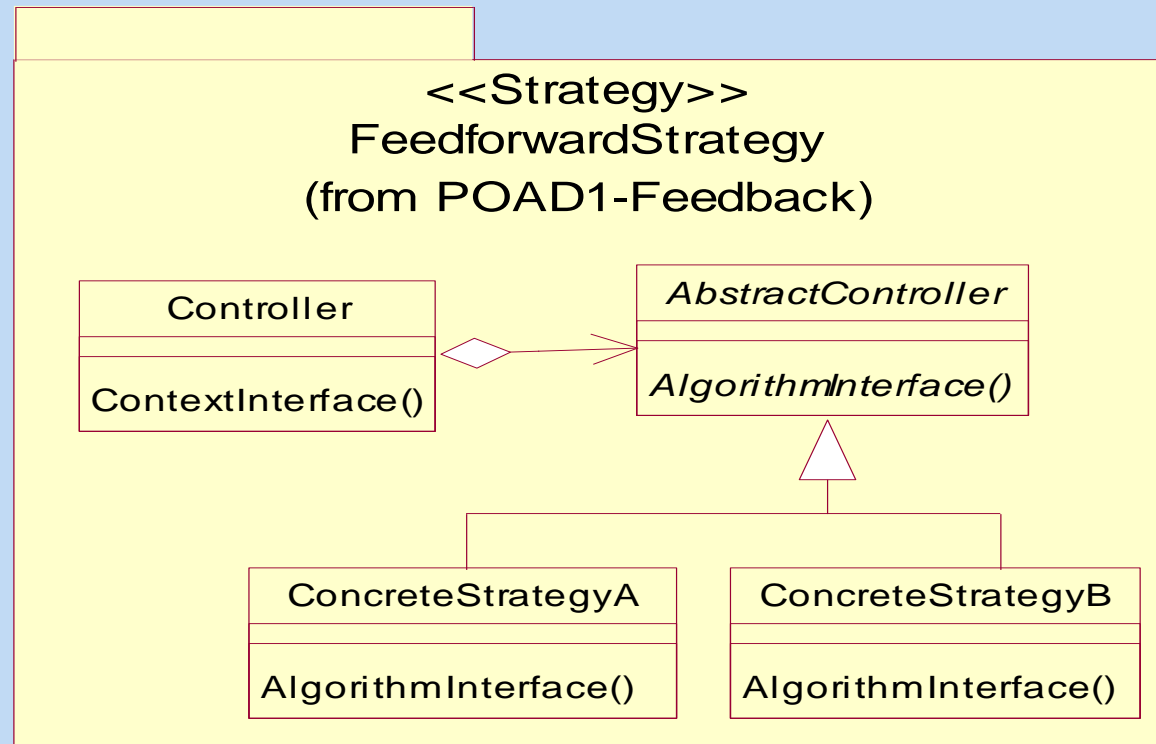 <<Strategy>>
FeedforwardStrategy
(from POAD1-Feedback)
Controller
ContextInterface()
AbstractController
AlgorithmInterface()
ConcreteStrategyA
AlgorithmInterface()
ConcreteStrategyB
AlgorithmInterface()